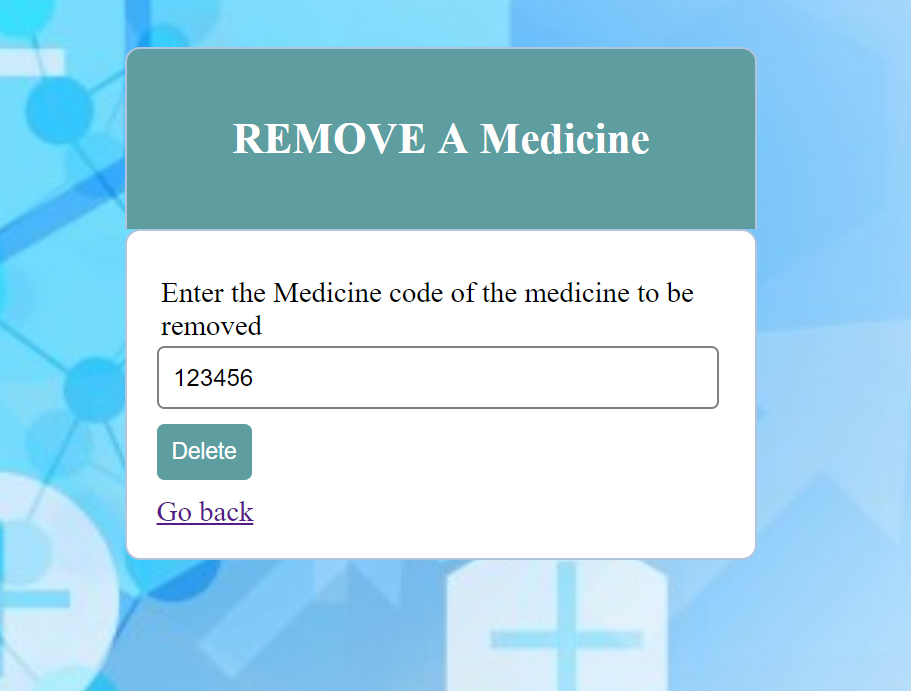 REMOVE A Medicine
Enter the Medicine code of the medicine to be
removed
123456
Delete
Go back